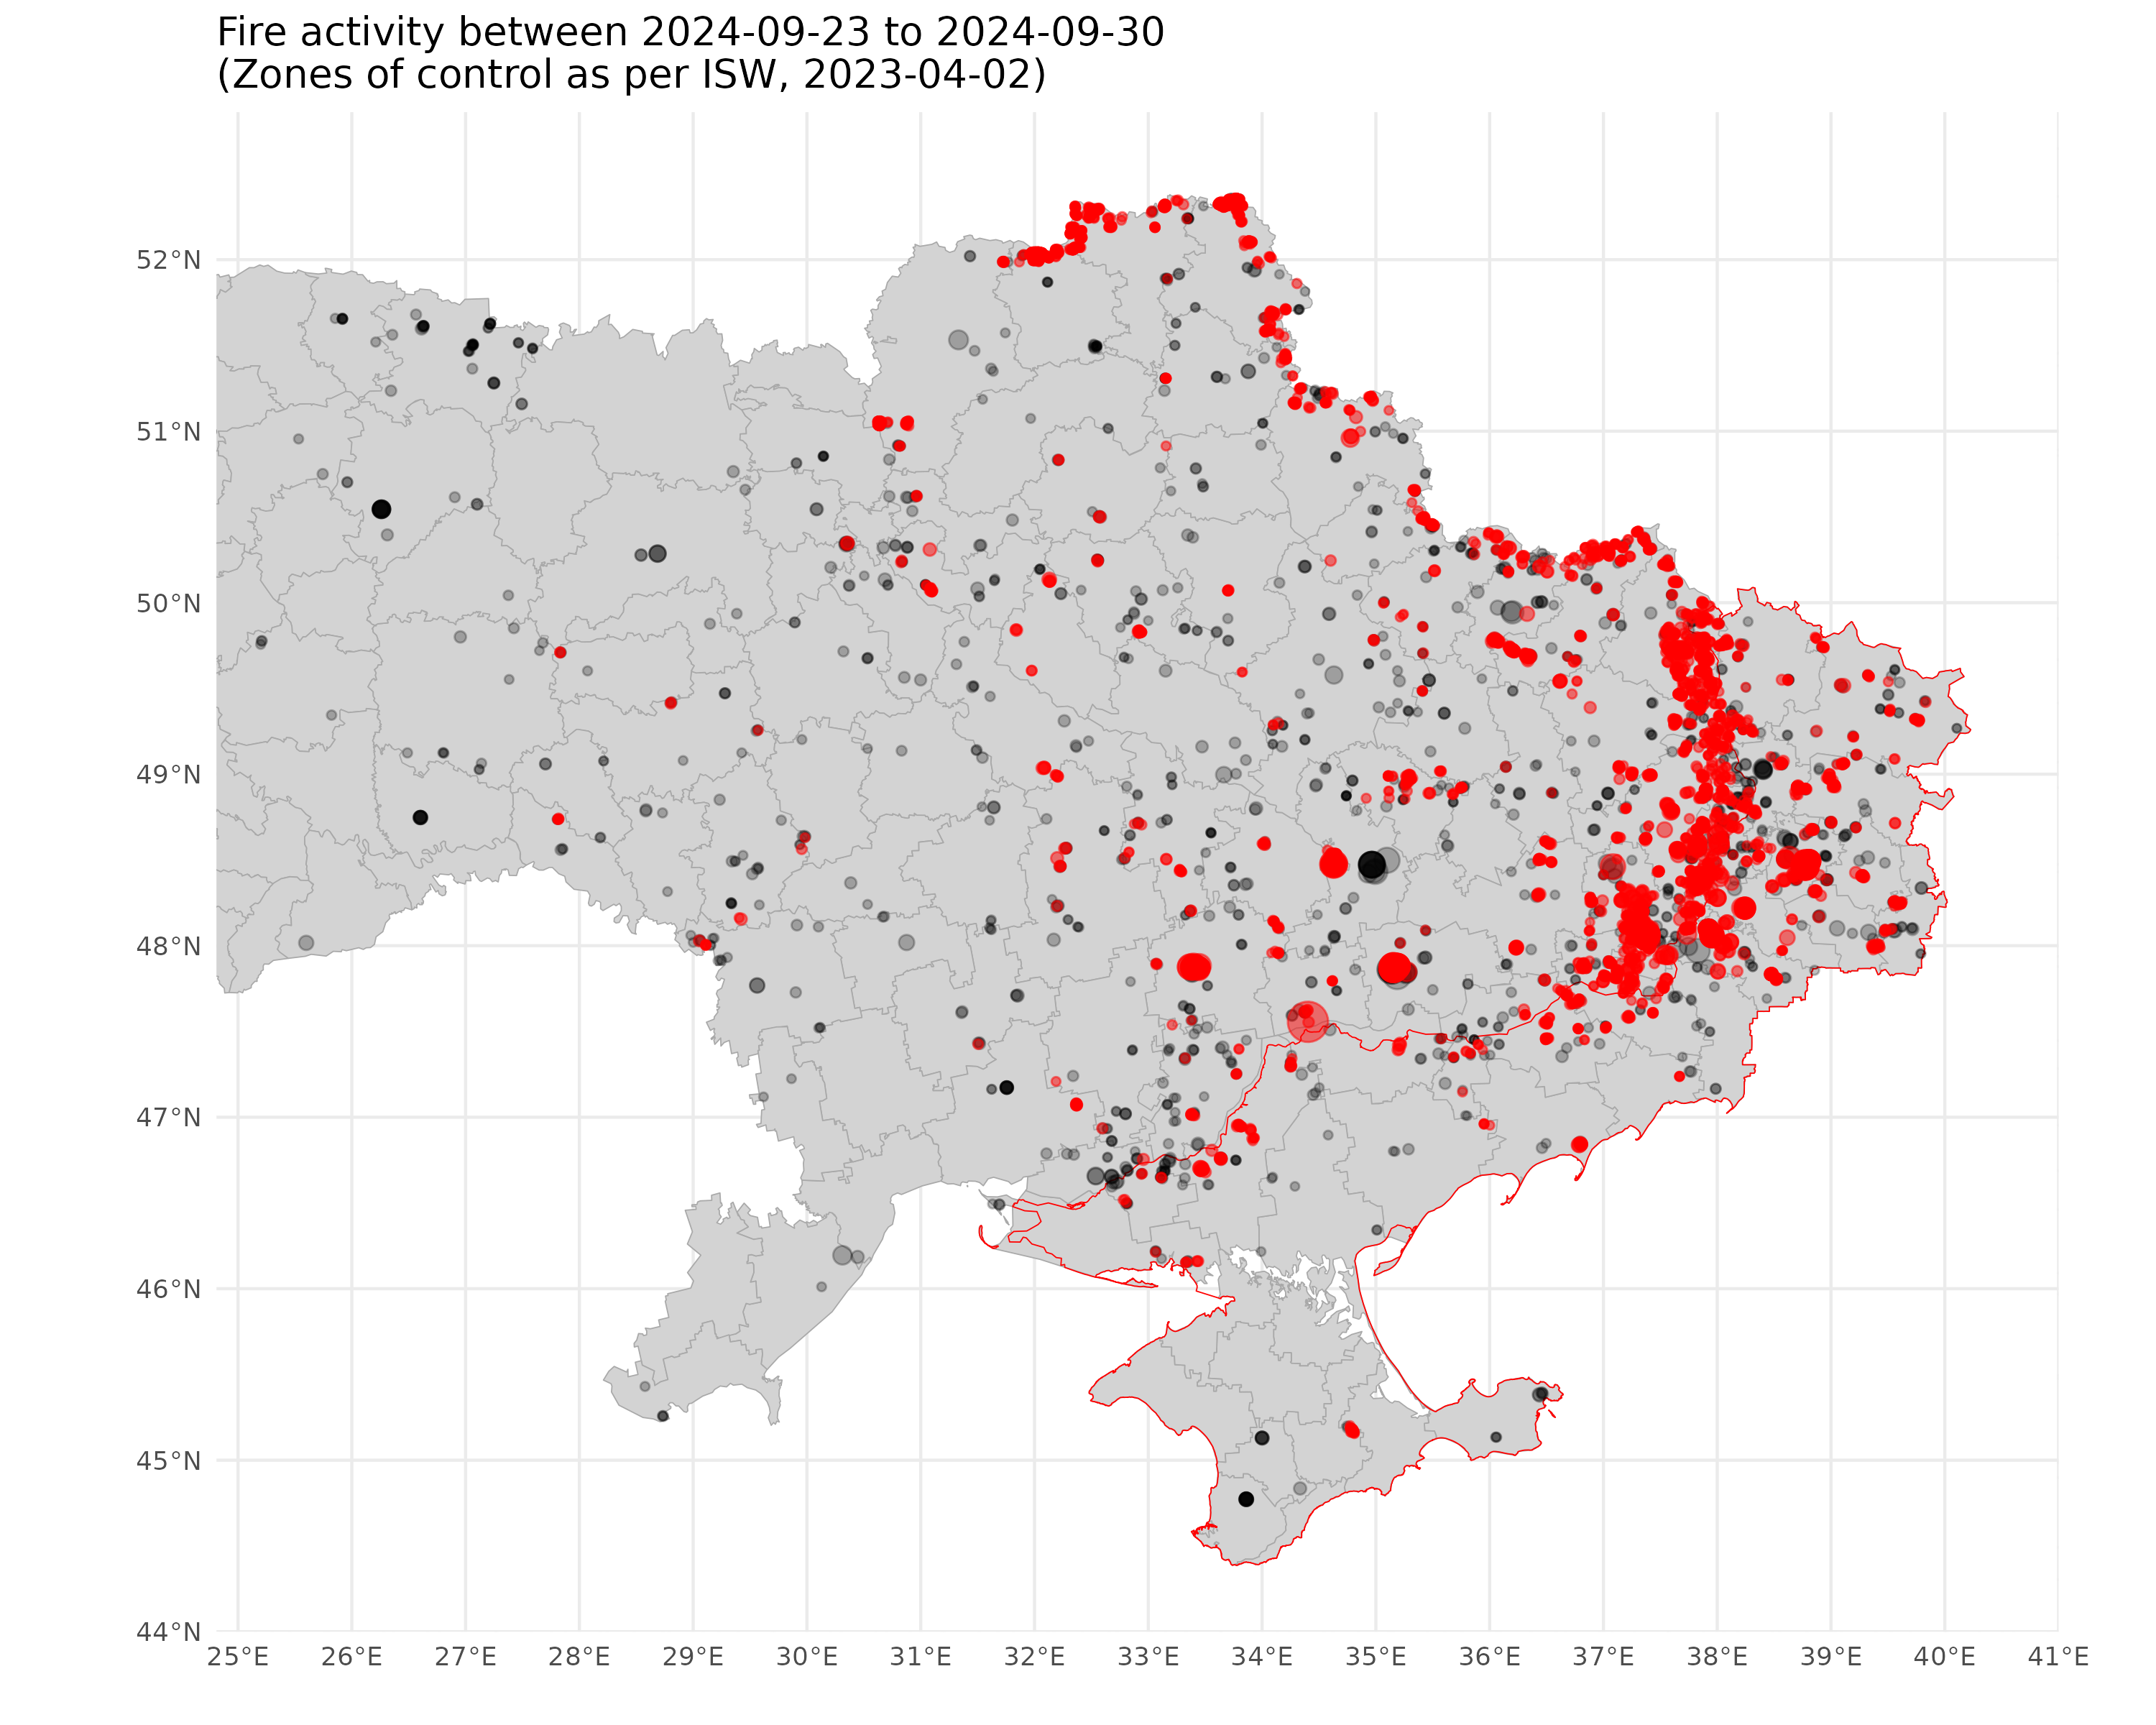 Fire activity between 2024-09-23 to 2024-09-30
(Zones of control as per ISW, 2023-04-02)
52°N
51°N
50°N
49°N
48°N
47°N
46°N
45°N
44°N
25°E 26°E 27°E 28°E 29°E 30°E 31°E 32°E 33°E 34°E 35°E 36°E 37°E 38°E 39°E 40°E 41°E